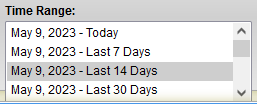 Time Range:
May 9, 2023 - Today
May 9, 2023 - Last 7 Days
May 9, 2023 - Last 14 Days
May 9, 2023 - Last 30 Days